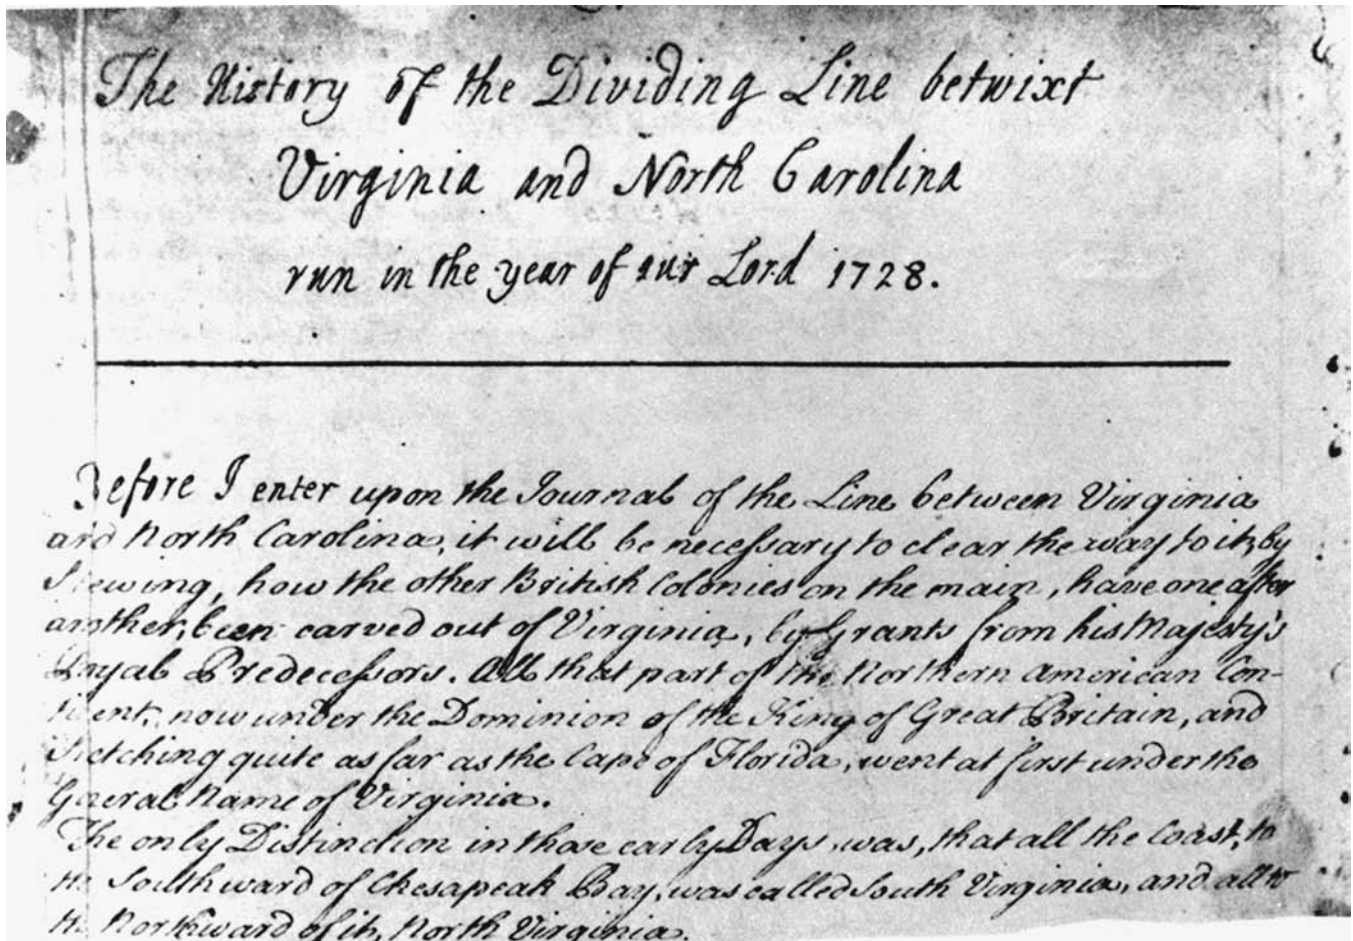 The History of the Dividing Line betwixt
Virginia and North Carolina
run in the year of our Lord 1728.
Before I enter upon the Journal of the Line between Virginia
and North Carolina, it will be necessary to clear the way to it, by
Shewing, how the other British Colonies on the main, have one after
another, been carved out of Virginia, by Grants from his Majesty's
Royal Predecessors. All that part of the Northern American Con-
tinent, now under the Dominion of the King of Great Britain, and
Stretching quite as far as the Cape of Florida, went at first under the
General Name of Virginia.
The only Distinction in those early Days, was, that all the Coast, to
the Southward of Chesapeak Bay, was called South Virginia, and all to
the Northward of it, North Virginia.